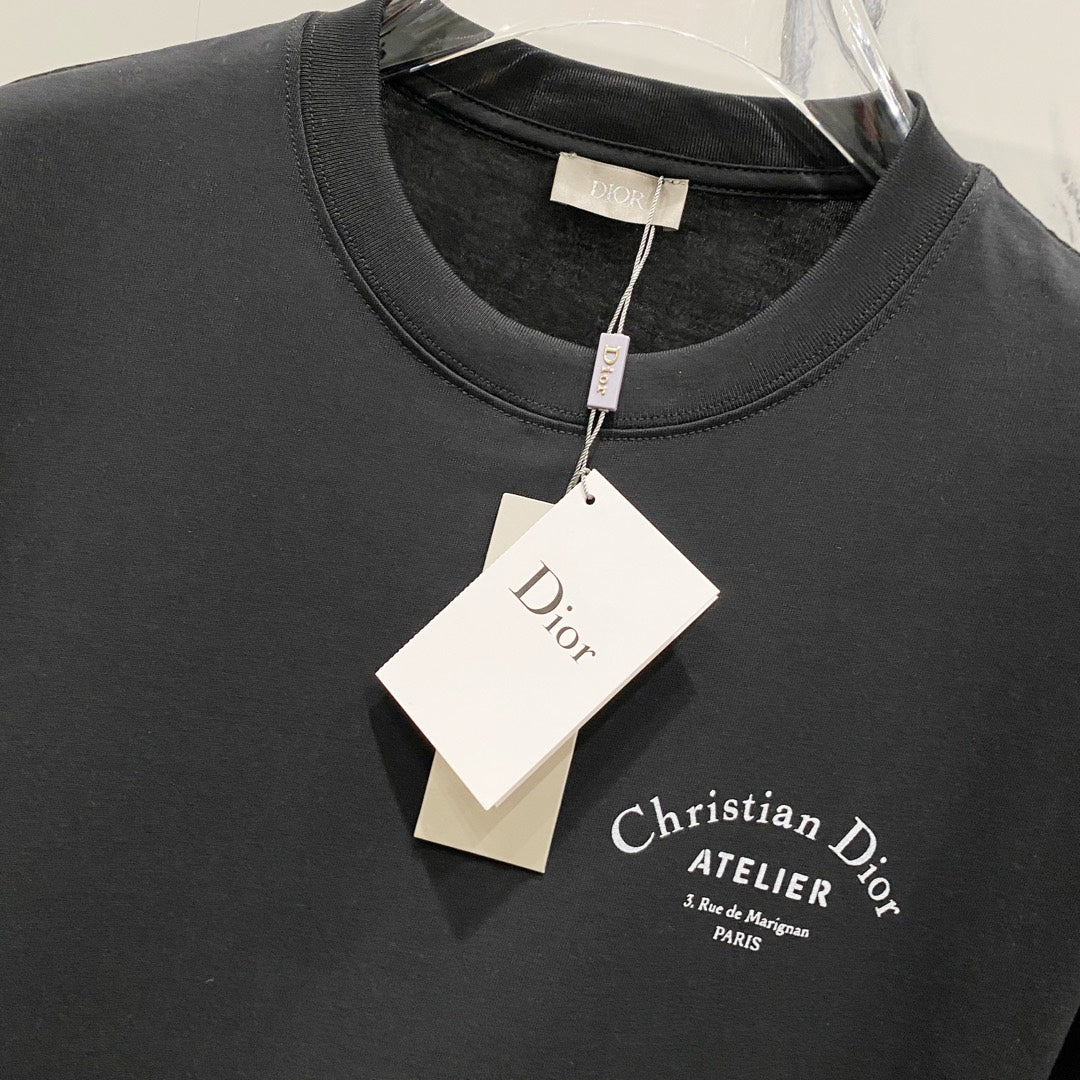 DIOR
Dior
Dior
Christian Dior
ATELIER
3. Rue de Marignan
PARIS